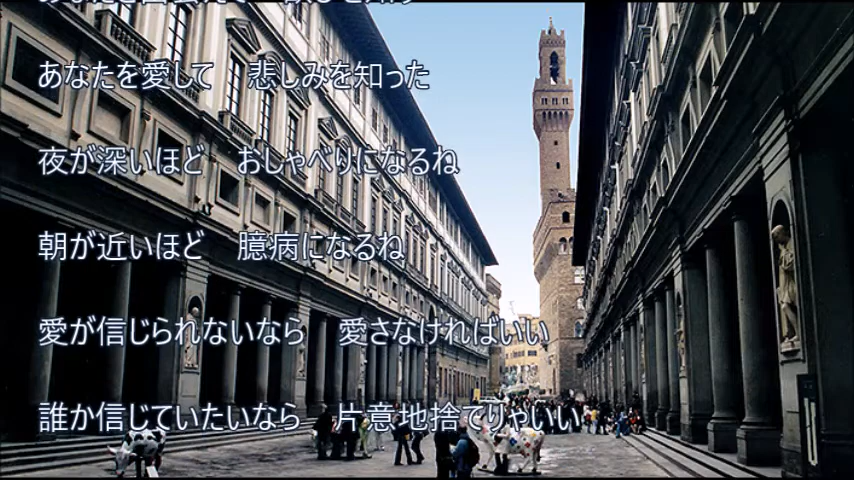 あなたを愛して　悲しみを知った
夜が深いほど　おしゃべりになるね
朝が近いほど　臆病になるね
愛が信じられないなら　愛さなければいい
誰か信じていたいなら　片意地捨てりゃいい